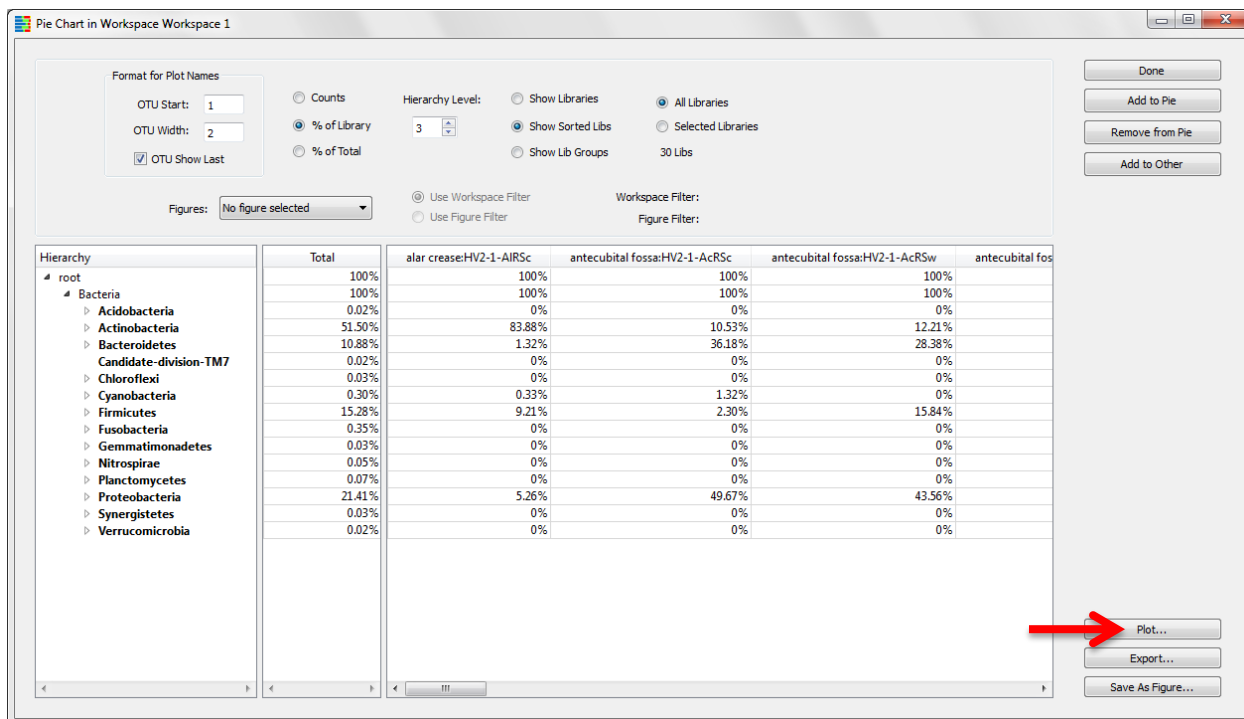 Pie Chart in Workspace Workspace 1
Format for Plot Names
OTU Start: 1
OTU Width: 2
OTU Show Last
Counts
% of Library
% of Total
Hierarchy Level:
3
Show Libraries
Show Sorted Libs
Show Lib Groups
All Libraries
Selected Libraries
30 Libs
Figures: No figure selected
Use Workspace Filter
Use Figure Filter
Workspace Filter:
Figure Filter:
Done
Add to Pie
Remove from Pie
Add to Other
Hierarchy Total alar crease:HV2-1-AlRSc antecubital fossa:HV2-1-AcRSc antecubital fossa:HV2-1-AcRSw antecubital fos
root 100% 100% 100% 100%
Bacteria 100% 100% 100% 100%
Acidobacteria 0.02% 0% 0% 0%
Actinobacteria 51.50% 83.88% 10.53% 12.21%
Bacteroidetes 10.88% 1.32% 36.18% 28.38%
Candidate-division-TM7 0.02% 0% 0% 0%
Chloroflexi 0.03% 0% 0% 0%
Cyanobacteria 0.30% 0.33% 1.32% 0%
Firmicutes 15.28% 9.21% 2.30% 15.84%
Fusobacteria 0.35% 0% 0% 0%
Gemmatimonadetes 0.03% 0% 0% 0%
Nitrospirae 0.05% 0% 0% 0%
Planctomycetes 0.07% 0% 0% 0%
Proteobacteria 21.41% 5.26% 49.67% 43.56%
Synergistetes 0.03% 0% 0% 0%
Verrucomicrobia 0.02% 0% 0% 0%
Plot...
Export...
Save As Figure...